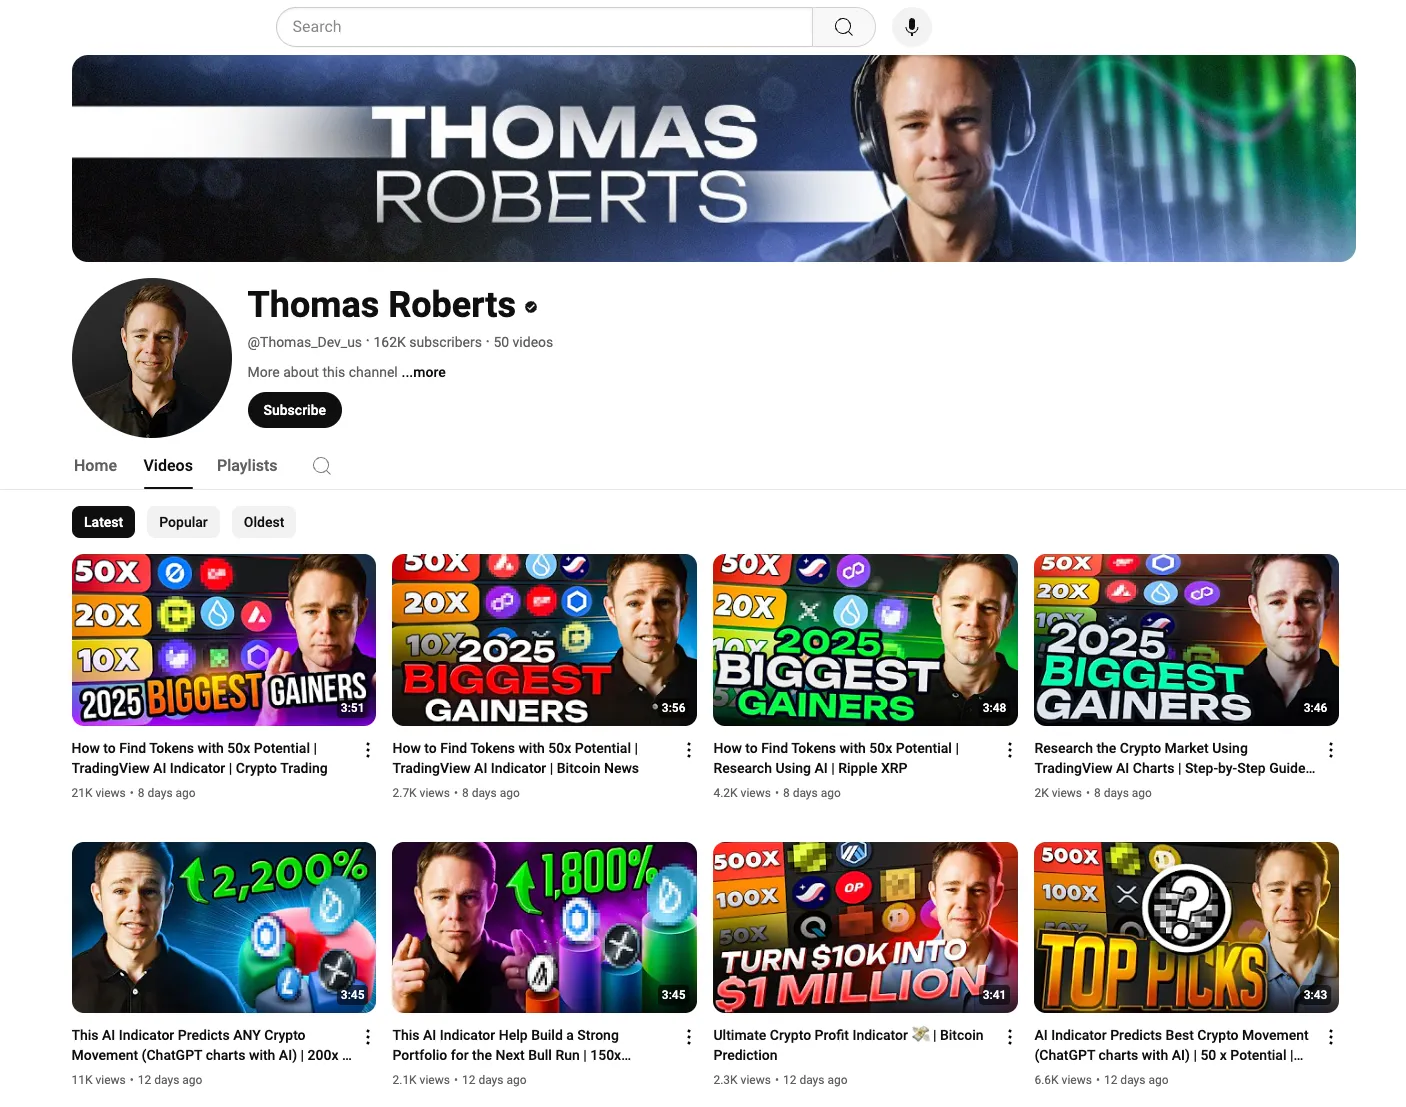 Search
THOMAS
ROBERTS
Thomas Roberts
@Thomas_Dev_us · 162K subscribers · 50 videos
More about this channel ...more
Subscribe
Home Videos Playlists
Latest Popular Oldest
50X
20X
10X
2025 BIGGEST GAINERS
3:51
50X
20X
10X
2025
BIGGEST
GAINERS
3:56
50X
20X
10X
2025
BIGGEST
GAINERS
3:48
50X
20X
10X
2025
BIGGEST
GAINERS
3:46
How to Find Tokens with 50x Potential |
TradingView AI Indicator | Crypto Trading
21K views • 8 days ago
How to Find Tokens with 50x Potential |
TradingView AI Indicator | Bitcoin News
2.7K views • 8 days ago
How to Find Tokens with 50x Potential |
Research Using AI | Ripple XRP
4.2K views • 8 days ago
Research the Crypto Market Using
TradingView AI Charts | Step-by-Step Guide...
2K views • 8 days ago
2,200%
3:45
1,800%
3:45
500X
100X
OP
50X
TURN $10K INTO
$1 MILLION
3:41
500X
100X
50X
?
TOP PICKS
3:43
This AI Indicator Predicts ANY Crypto
Movement (ChatGPT charts with AI) | 200x ...
11K views • 12 days ago
This AI Indicator Help Build a Strong
Portfolio for the Next Bull Run | 150x...
2.1K views • 12 days ago
Ultimate Crypto Profit Indicator 💸 | Bitcoin
Prediction
2.3K views • 12 days ago
AI Indicator Predicts Best Crypto Movement
(ChatGPT charts with AI) | 50 x Potential |...
6.6K views • 12 days ago